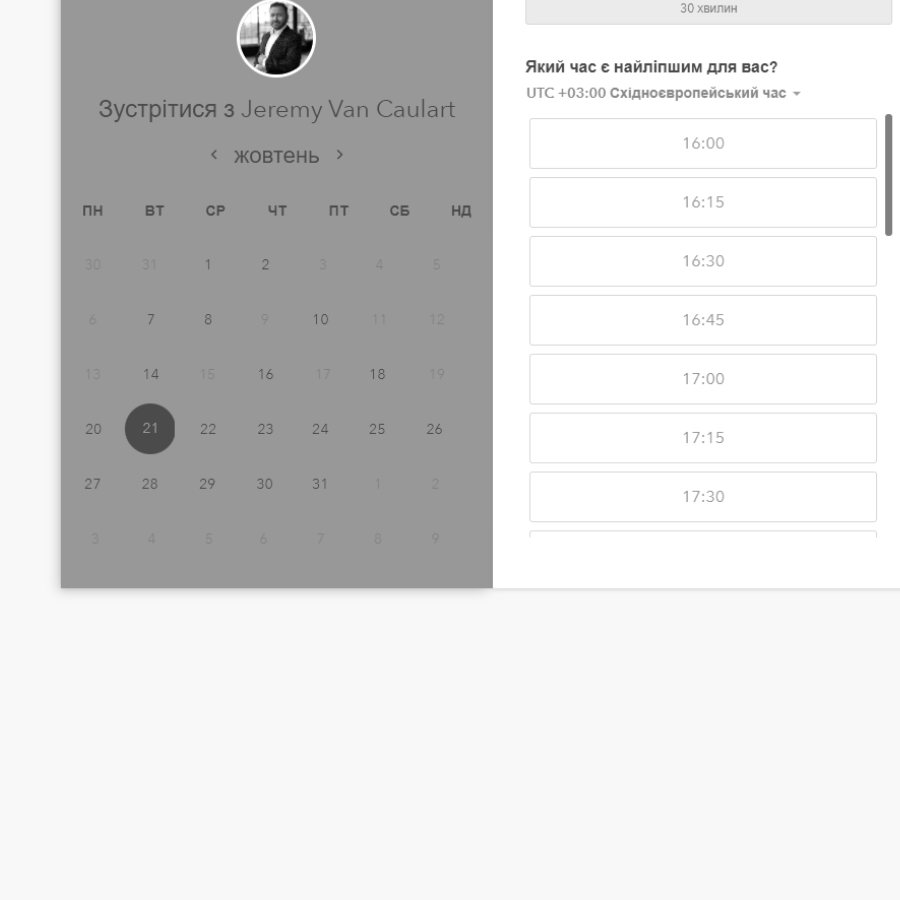 Зустрітися з Jeremy Van Caulart
жовтень
ПН ВТ СР ЧТ ПТ СБ НД
30 31 1 2 3 4 5
6 7 8 9 10 11 12
13 14 15 16 17 18 19
20 21 22 23 24 25 26
27 28 29 30 31 1 2
3 4 5 6 7 8 9
30 хвилин
Який час є найліпшим для вас?
UTC +03:00 Східноєвропейський час
16:00
16:15
16:30
16:45
17:00
17:15
17:30